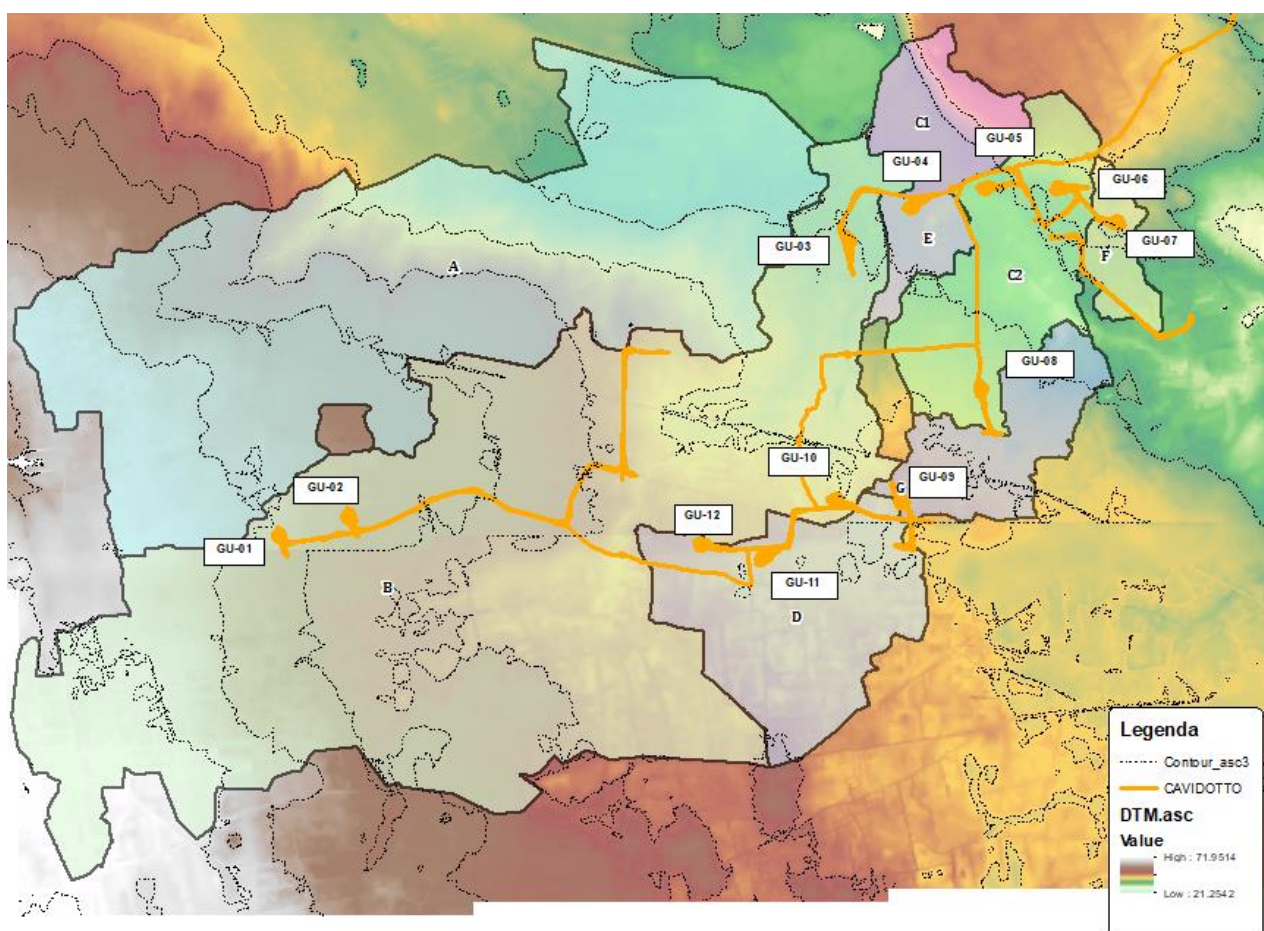 C1
GU-05
GU-04
GU-06
GU-03
E
GU-07
F
A
C2
GU-08
GU-10
GU-09
G
GU-02
GU-12
GU-01
GU-11
B
D
Legenda
Contour_asc3
CAVIDOTTO
DTM.asc
Value
High : 71.9514
Low : 21.2542